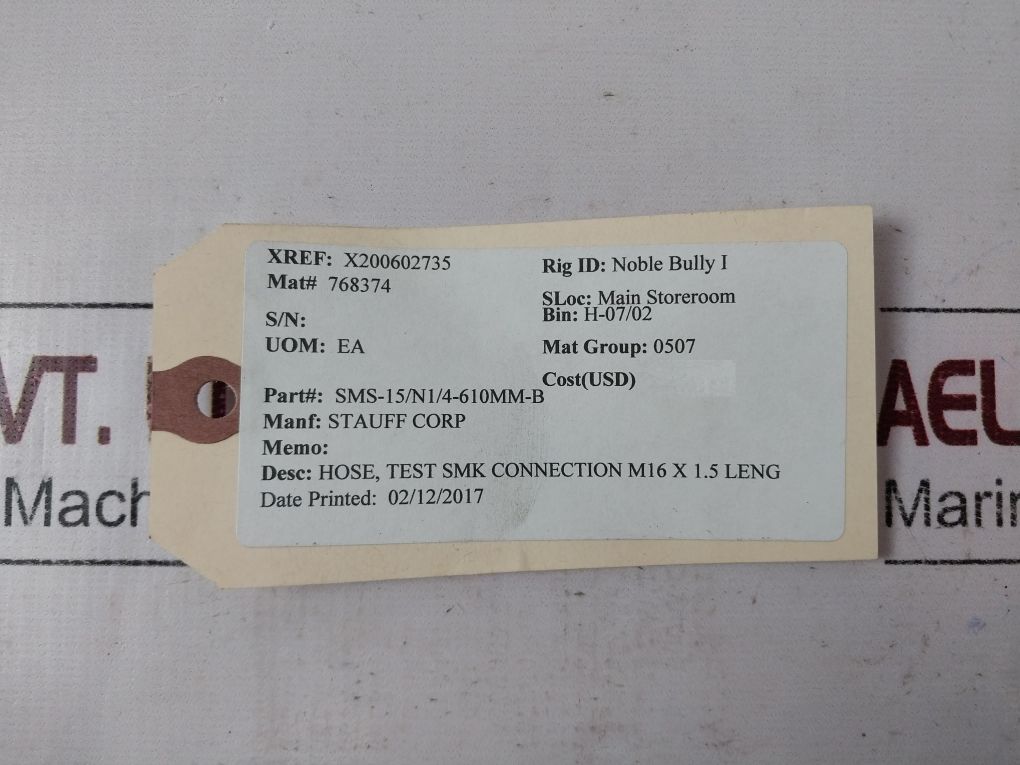 XREF: X200602735
Mat# 768374
S/N:
UOM: EA
Rig ID: Noble Bully I
SLoc: Main Storeroom
Bin: H-07/02
Mat Group: 0507
Cost(USD)
Part#: SMS-15/N1/4-610MM-B
Manf: STAUFF CORP
Memo:
Desc: HOSE, TEST SMK CONNECTION M16 X 1.5 LENG
Date Printed: 02/12/2017
VT.
AEL
Mach
Marin